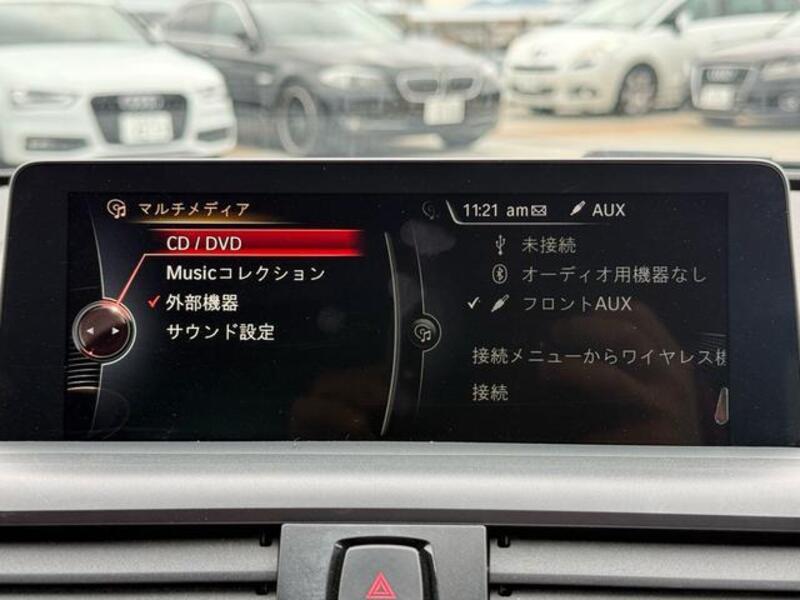 マルチメディア
CD / DVD
Musicコレクション
外部機器
サウンド設定
11:21 am
AUX
未接続
オーディオ用機器なし
フロントAUX
接続メニューからワイヤレス機
接続